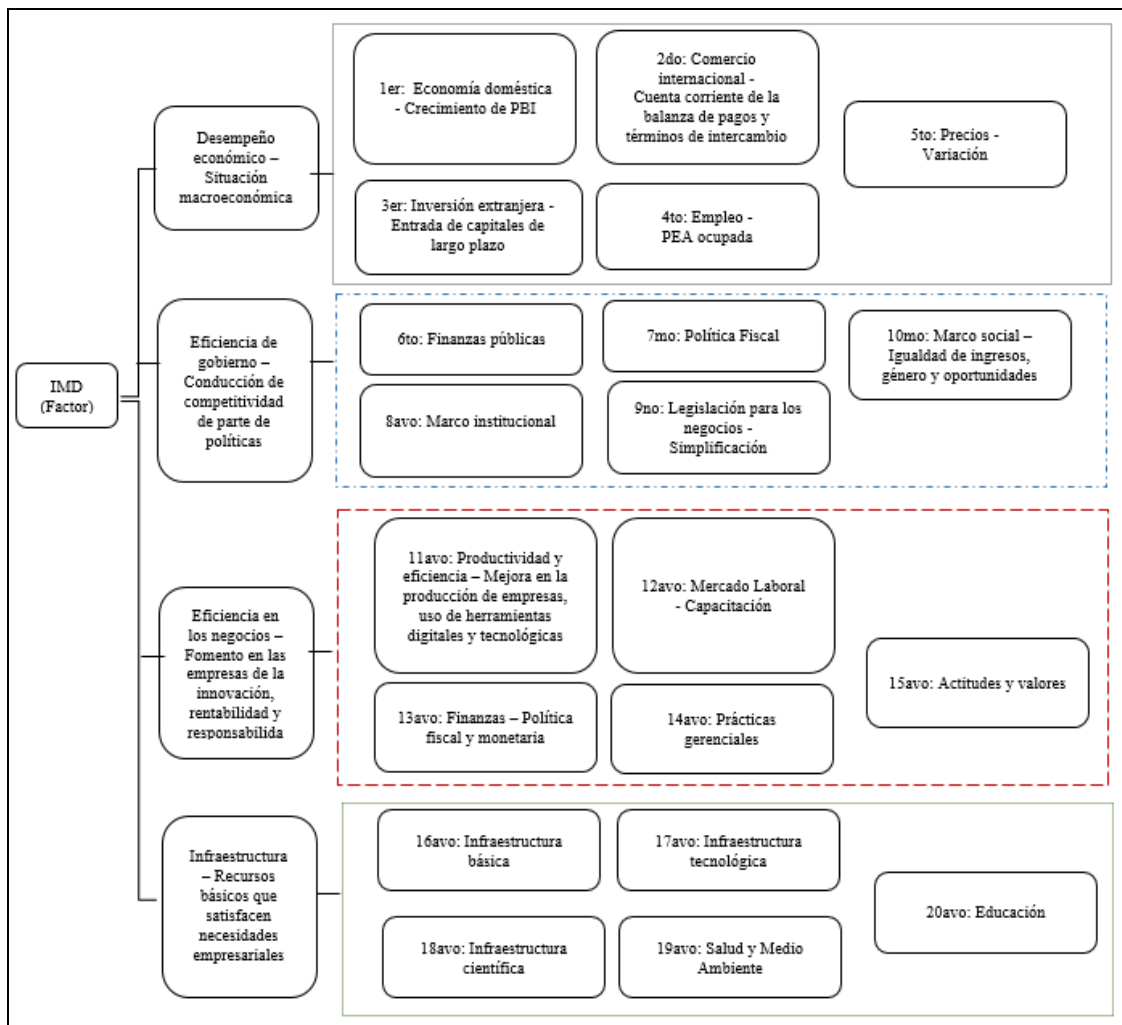 IMD
(Factor)
Desempeño
económico –
Situación
macroeconómica
1er:  Economía doméstica
- Crecimiento de PBI
2do: Comercio
internacional -
Cuenta corriente de la
balanza de pagos y
términos de intercambio
3er: Inversión extranjera -
Entrada de capitales de
largo plazo
4to: Empleo -
PEA ocupada
5to: Precios -
Variación
Eficiencia de
gobierno –
Conducción de
competitividad
de parte de
políticas
6to: Finanzas públicas
7mo: Política Fiscal
8avo: Marco institucional
9no: Legislación para los
negocios -
Simplificación
10mo: Marco social –
Igualdad de ingresos,
género y oportunidades
Eficiencia en
los negocios –
Fomento en las
empresas de la
innovación,
rentabilidad y
responsabilida
11avo: Productividad y
eficiencia – Mejora en la
producción de empresas,
uso de herramientas
digitales y tecnológicas
12avo: Mercado Laboral
- Capacitación
13avo: Finanzas – Política
fiscal y monetaria
14avo: Prácticas
gerenciales
15avo: Actitudes y valores
Infraestructura
– Recursos
básicos que
satisfacen
necesidades
empresariales
16avo: Infraestructura
básica
17avo: Infraestructura
tecnológica
18avo: Infraestructura
científica
19avo: Salud y Medio
Ambiente
20avo: Educación